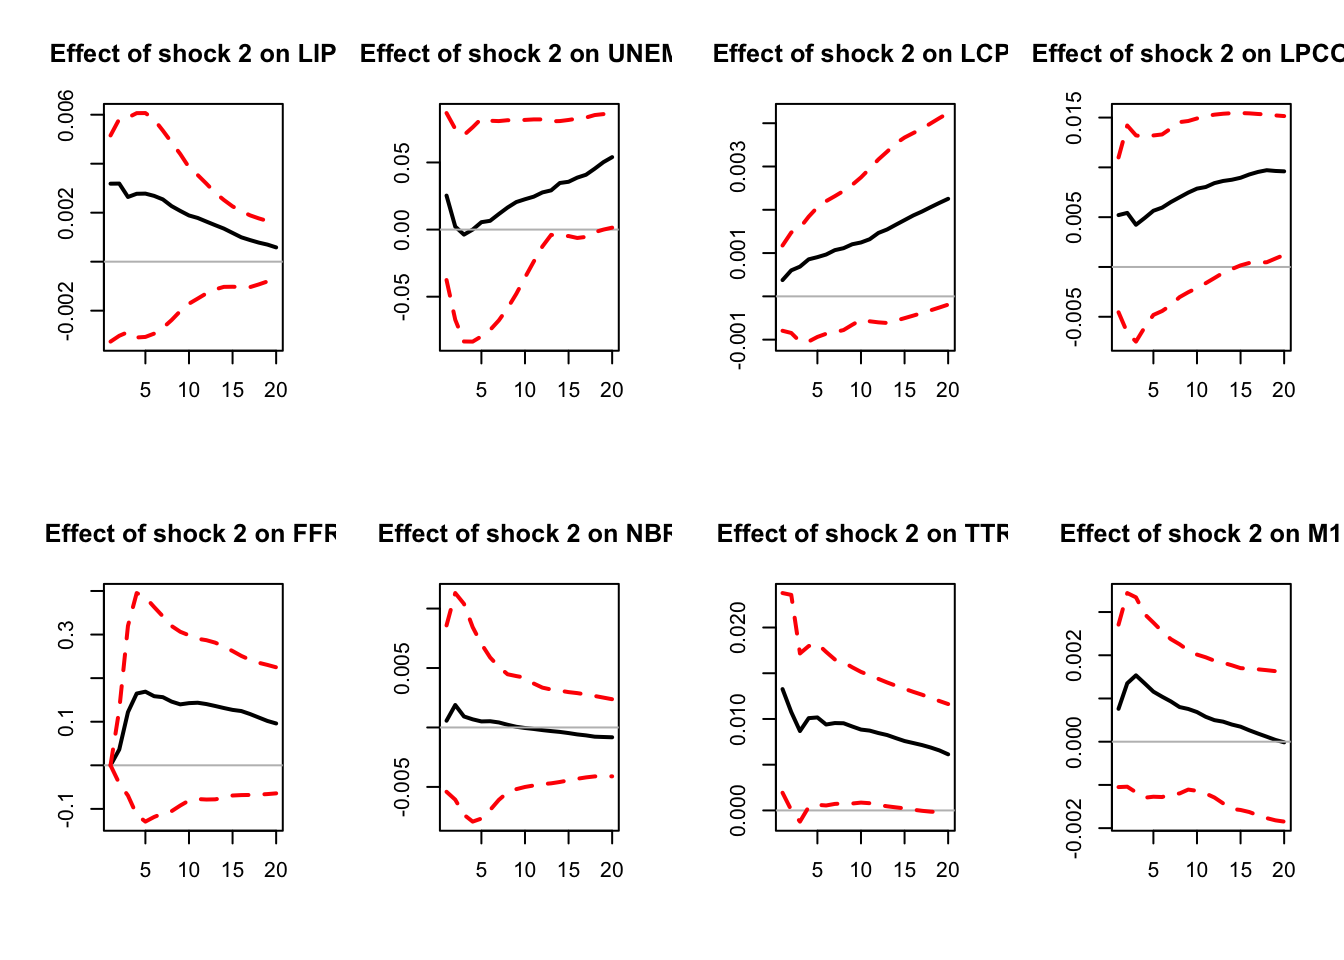 Effect of shock 2 on LIP
Effect of shock 2 on UNEM
Effect of shock 2 on LCP
Effect of shock 2 on LPCO
0.006
0.002
-0.002
5 10 15 20
0.05
0.00
-0.05
5 10 15 20
0.003
0.001
-0.001
5 10 15 20
0.015
0.005
-0.005
5 10 15 20
Effect of shock 2 on FFR
Effect of shock 2 on NBR
Effect of shock 2 on TTR
Effect of shock 2 on M1
0.3
0.1
-0.1
5 10 15 20
0.005
-0.005
5 10 15 20
0.020
0.010
0.000
5 10 15 20
0.002
0.000
-0.002
5 10 15 20